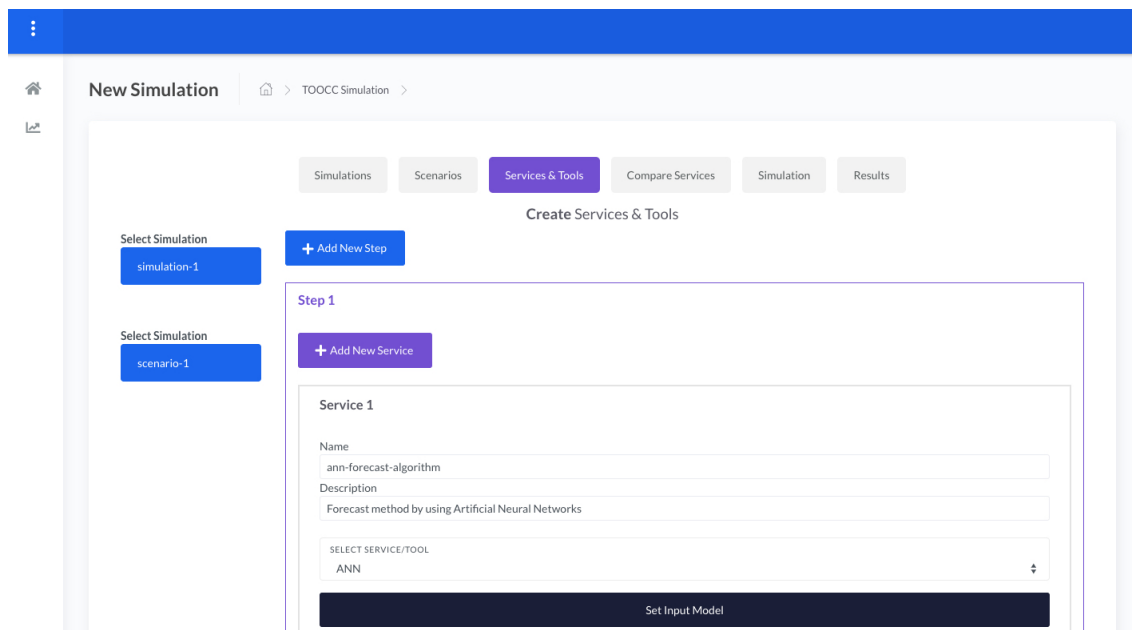 New Simulation
TOOCC Simulation
Simulations Scenarios Services & Tools Compare Services Simulation Results
Create Services & Tools
Select Simulation
simulation-1
Select Simulation
scenario-1
+ Add New Step
Step 1
+ Add New Service
Service 1
Name
ann-forecast-algorithm
Description
Forecast method by using Artificial Neural Networks
SELECT SERVICE/TOOL
ANN
Set Input Model